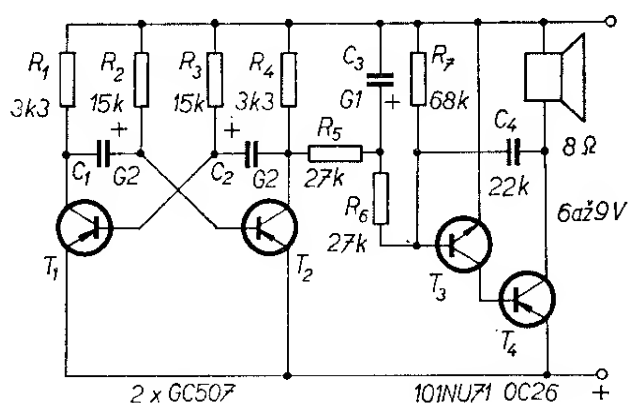 R1
3k3
R2
15k
+
R3
15k
+
R4
3k3
C1
G2
C2
G2
R5
27k
C3
G1
+
R6
27k
R7
68k
C4
22k
8Ω
6až9V
T1
T2
T3
T4
2 x GC507
101NU71 OC26
+